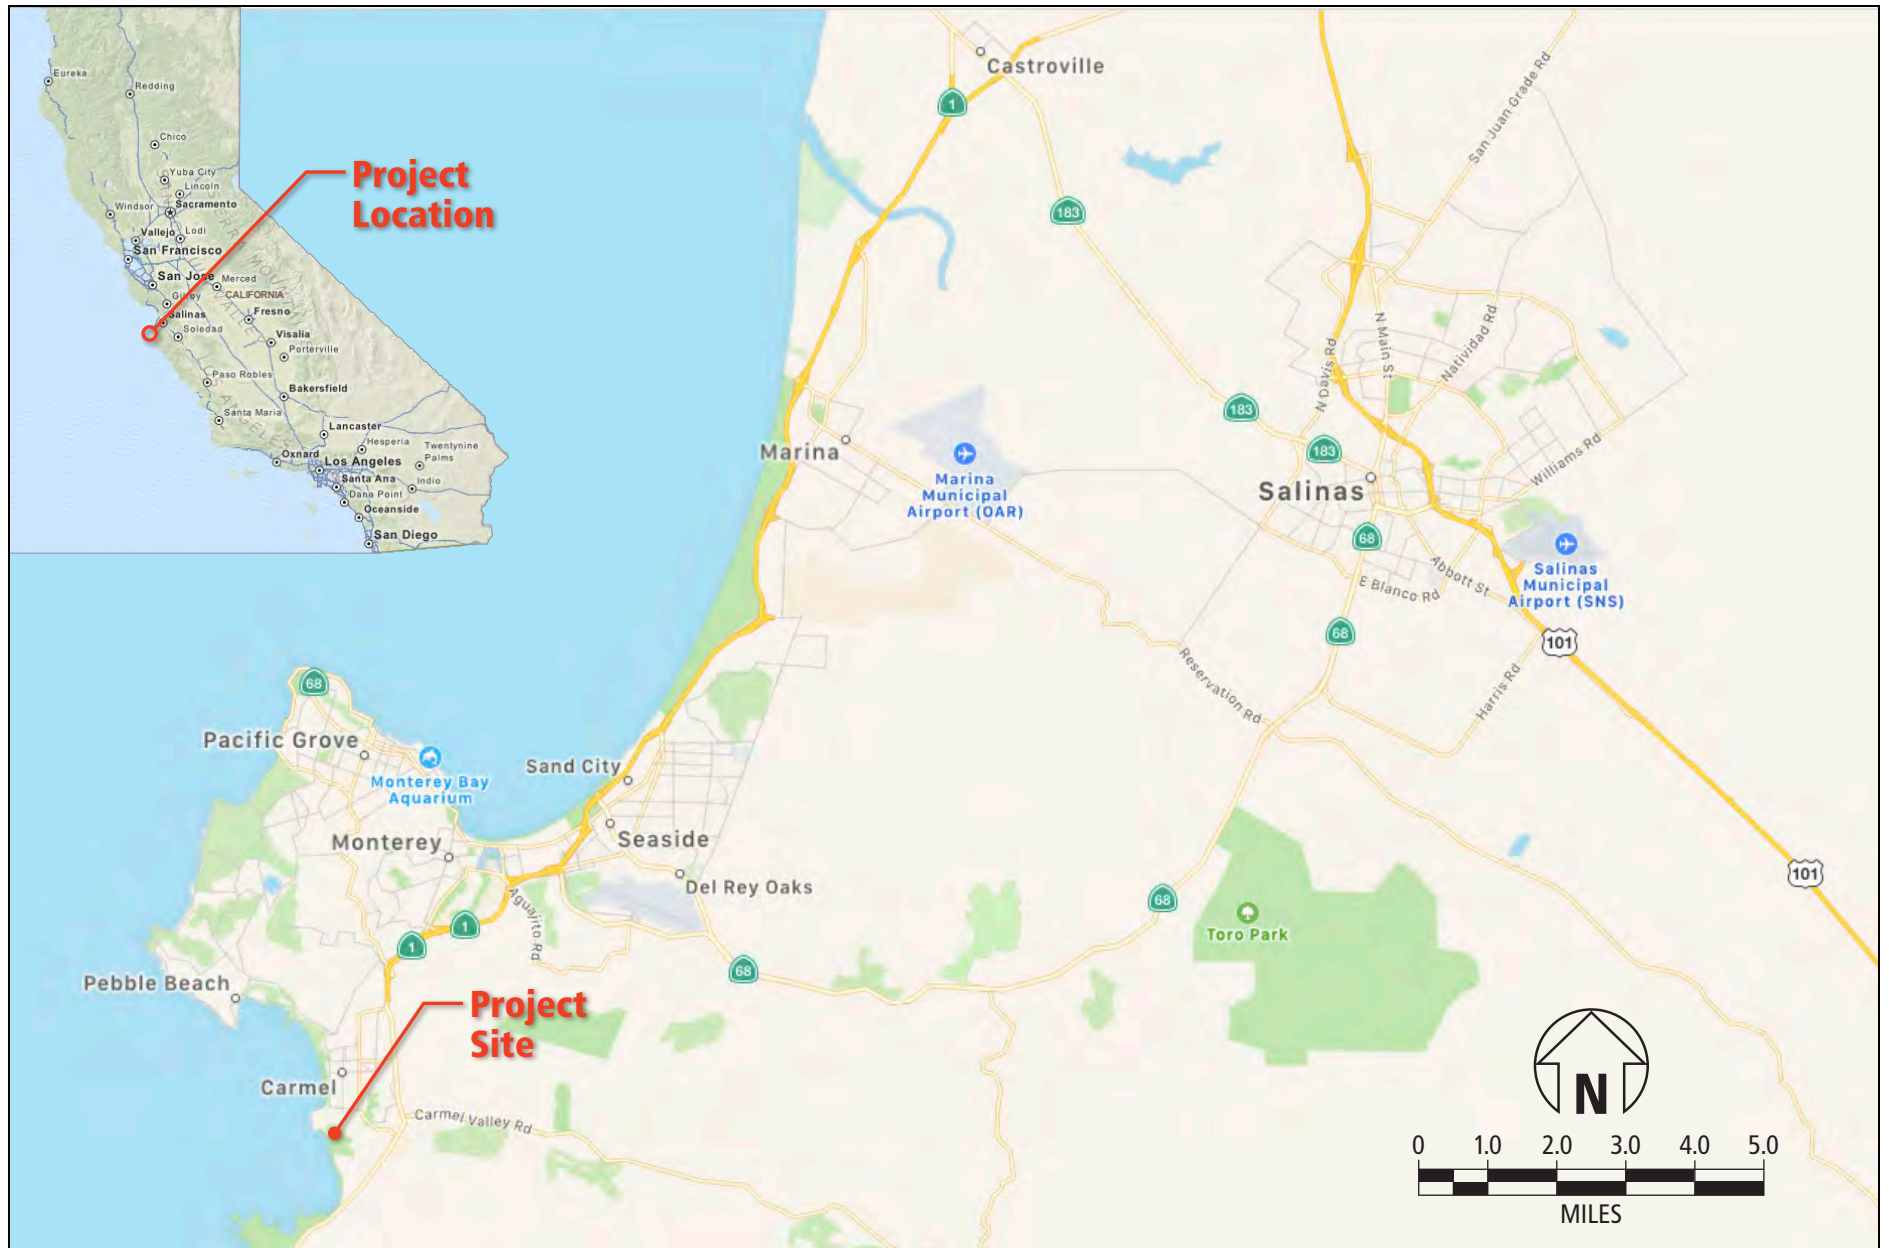 Eureka
Redding
Chico
Yuba City
Lincoln
Windsor
Sacramento
Vallejo
Lodi
San Francisco
San Jose
Merced
Gilroy
CALIFORNIA
Salinas
Fresno
Soledad
Visalia
Porterville
Paso Robles
Bakersfield
Santa Maria
Lancaster
Hesperia
Twentynine
Palms
Oxnard
Los Angeles
Santa Ana
Indio
Dana Point
Oceanside
San Diego
Project
Location
Castroville
1
183
San Juan Grade Rd
N Main St
N Davis Rd
Natividad Rd
183
183
Marina
Marina
Municipal
Airport (OAR)
Salinas
Williams Rd
68
Salinas
Municipal
Airport (SNS)
Abbott St
E Blanco Rd
68
101
Reservation Rd
Harris Rd
68
Pacific Grove
Monterey Bay
Aquarium
Sand City
Monterey
Seaside
Del Rey Oaks
101
68
Toro Park
Aguajito Rd
1
1
68
Pebble Beach
Project
Site
Carmel
Carmel Valley Rd
N
0 1.0 2.0 3.0 4.0 5.0
MILES